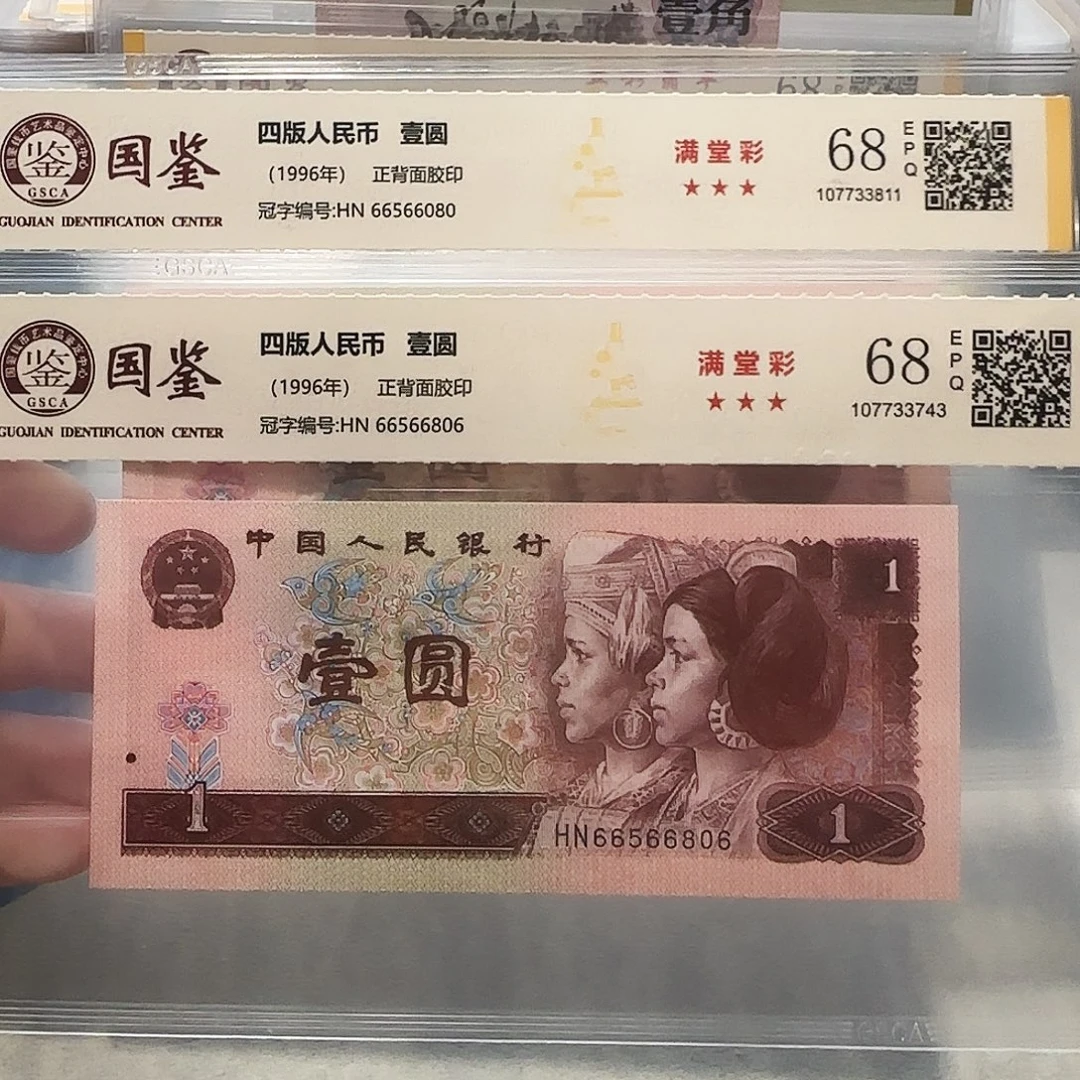 壹角
68
国鉴
GSCA
GUOJIAN IDENTIFICATION CENTER
四版人民币 壹圆
（1996年） 正背面胶印
冠字编号:HN 66566080
满堂彩
★★★
68
EPQ
107733811
GSCA
国鉴
GSCA
GUOJIAN IDENTIFICATION CENTER
四版人民币 壹圆
（1996年） 正背面胶印
冠字编号:HN 66566806
满堂彩
★★★
68
EPQ
107733743
中国人民银行
1
壹圆
1
HN66566806
1